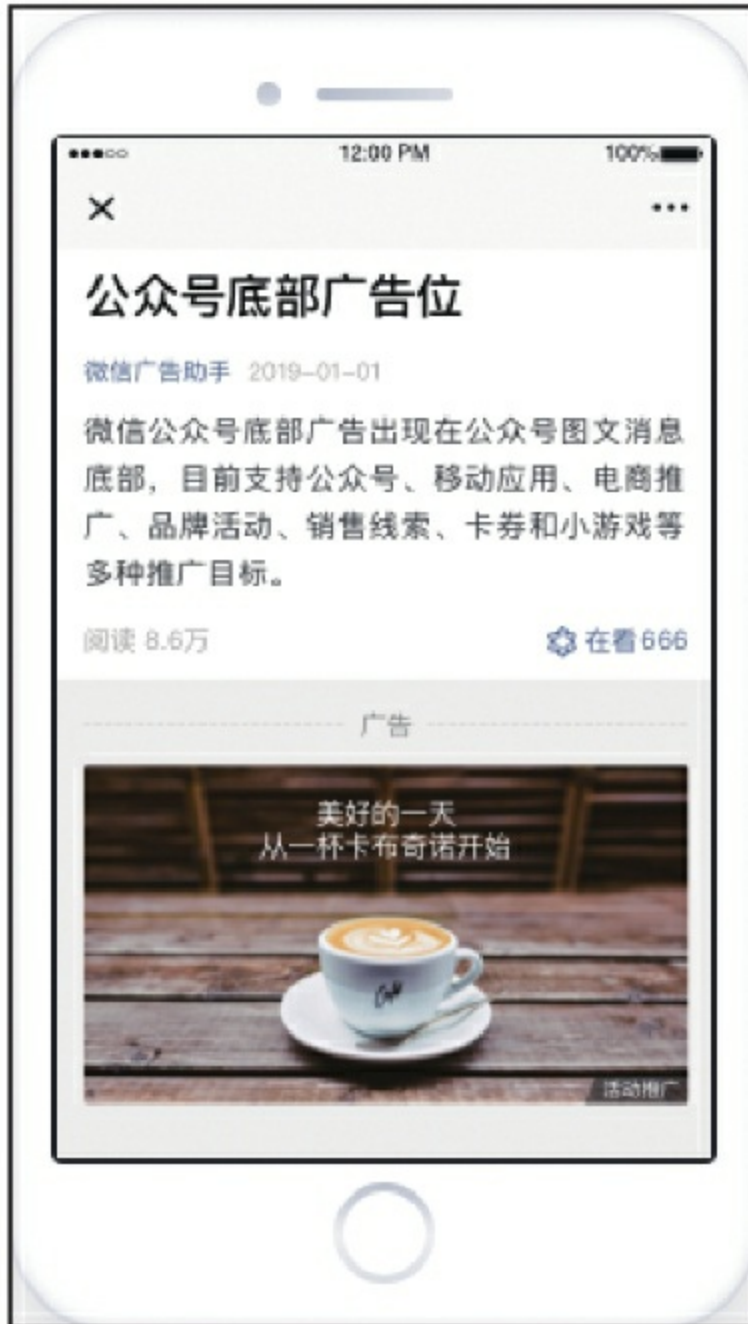 12:00 PM
100%
公众号底部广告位
微信广告助手 2019-01-01
微信公众号底部广告出现在公众号图文消息
底部，目前支持公众号、移动应用、电商推
广、品牌活动、销售线索、卡券和小游戏等
多种推广目标。
阅读 8.6万
在看666
广告
美好的一天
从一杯卡布奇诺开始
Café
活动推广